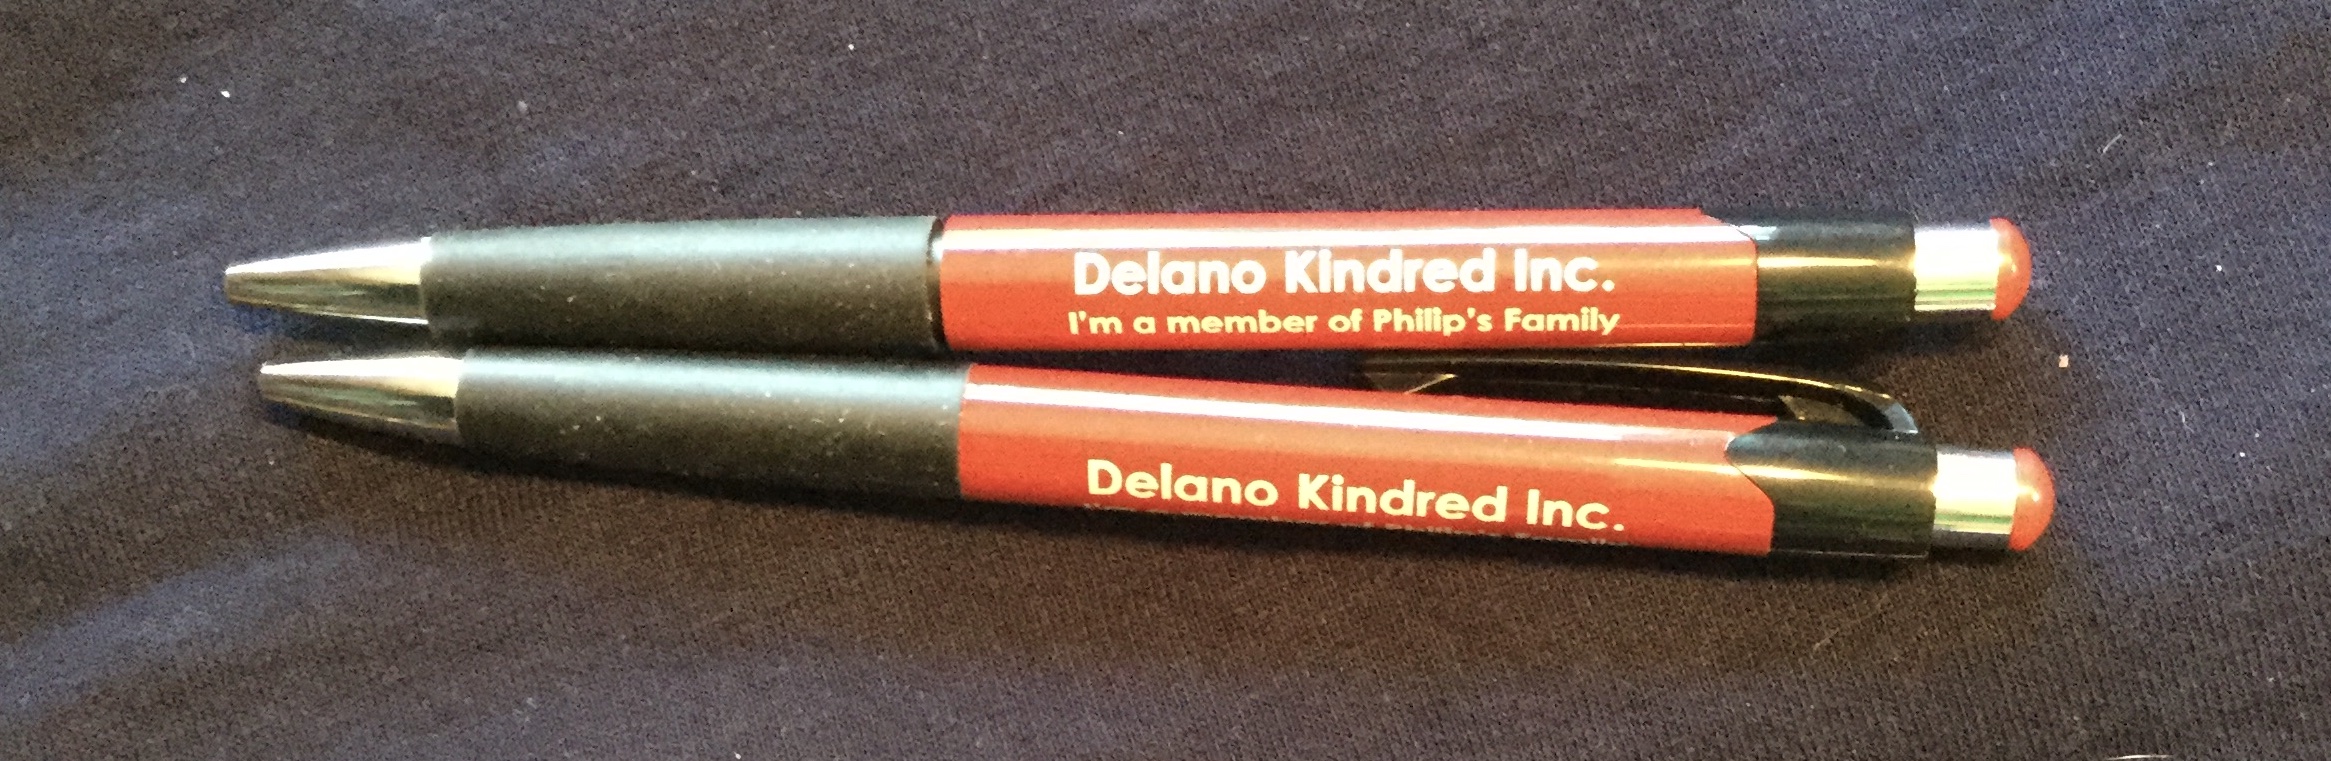 Delano Kindred Inc.
I'm a member of Philip's Family
Delano Kindred Inc.